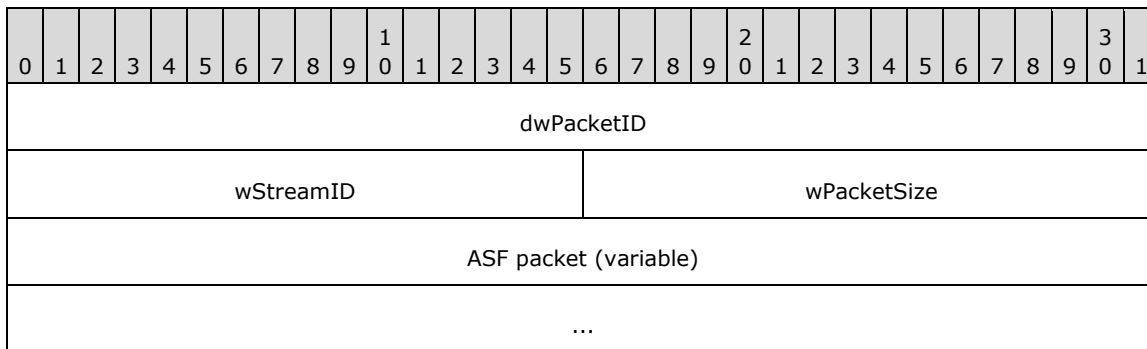 1 2 3
0 1 2 3 4 5 6 7 8 9 0 1 2 3 4 5 6 7 8 9 0 1 2 3 4 5 6 7 8 9 0 1
dwPacketID
wStreamID wPacketSize
ASF packet (variable)
...